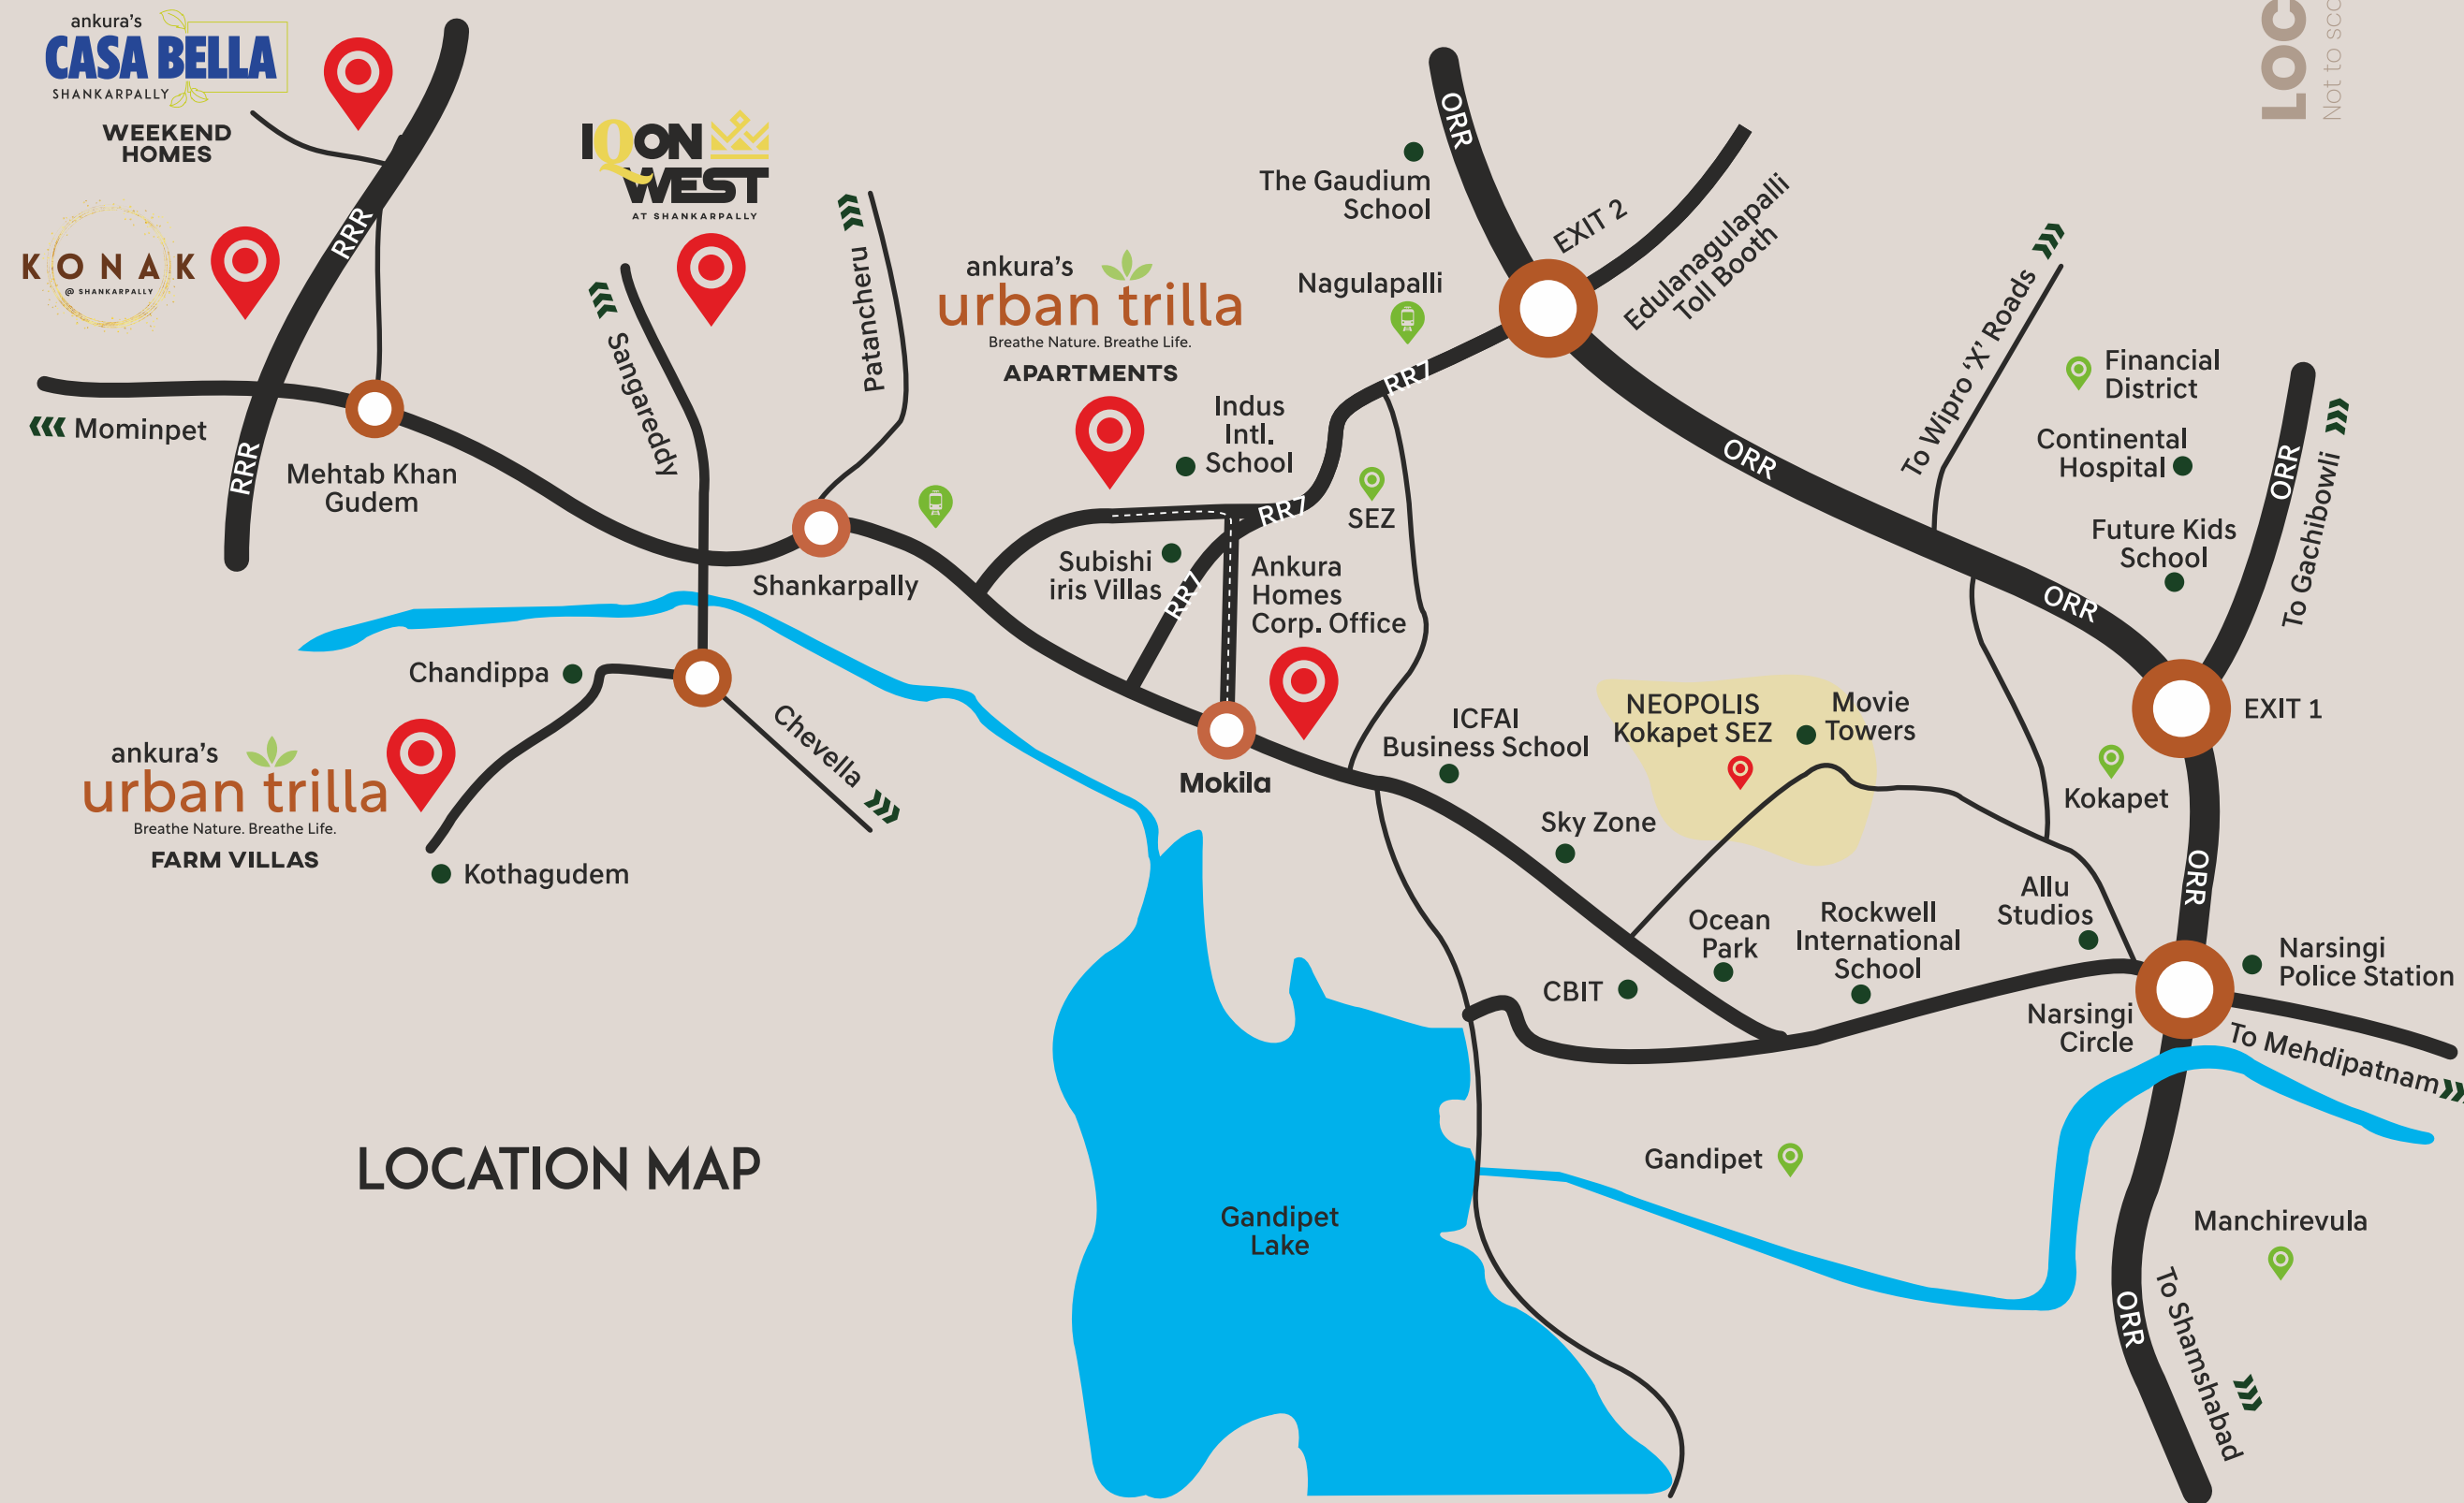 ankura's
CASA BELLA
SHANKARPALLY
WEEKEND
HOMES
KONAK
@ SHANKARPALLY
RRR
RRR
Mominpet
Mehtab Khan
Gudem
IQON
WEST
AT SHANKARPALLY
Sangareddy
Patancheru
Shankarpally
ankura's
urban trilla
Breathe Nature. Breathe Life.
APARTMENTS
Indus
Intl.
School
Subishi
iris Villas
RR7
RR7
RR7
SEZ
Nagulapalli
The Gaudium
School
ORR
EXIT 2
Edulanagulapalli
Toll Booth
ORR
To Wipro ‘X’ Roads
Financial
District
Continental
Hospital
Future Kids
School
ORR
To Gachibowli
ORR
EXIT 1
Kokapet
ORR
Ankura
Homes
Corp. Office
Mokila
ICFAI
Business School
NEOPOLIS
Kokapet SEZ
Movie
Towers
Sky Zone
Ocean
Park
CBIT
Rockwell
International
School
Allu
Studios
Narsingi
Police Station
Narsingi
Circle
To Mehdipatnam
Chandippa
Chevella
ankura's
urban trilla
Breathe Nature. Breathe Life.
FARM VILLAS
Kothagudem
LOCATION MAP
Gandipet
Lake
Gandipet
Manchirevula
ORR
To Shamshabad
LOC
Not to